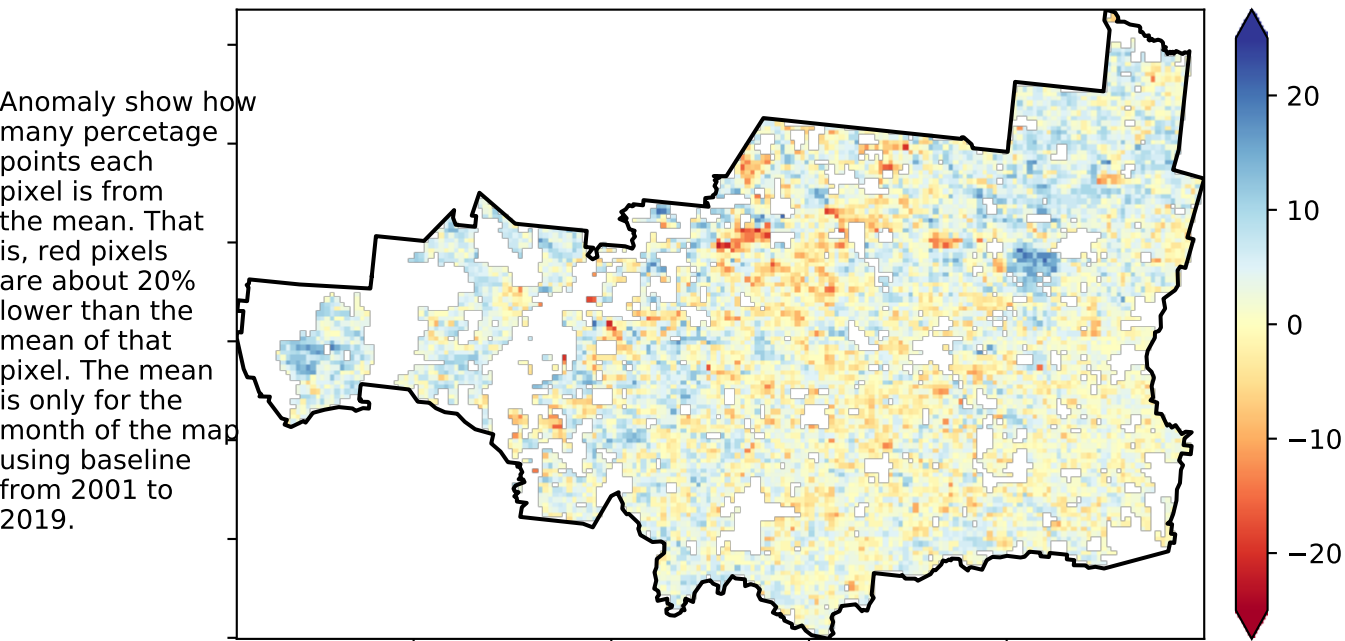 Anomaly show how
many percetage
points each
pixel is from
the mean. That
is, red pixels
are about 20%
lower than the
mean of that
pixel. The mean
is only for the
month of the map
using baseline
from 2001 to
2019.
20
10
0
−10
−20